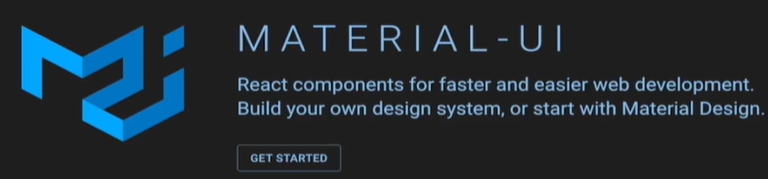 MATERIAL-UI
React components for faster and easier web development.
Build your own design system, or start with Material Design.
GET STARTED